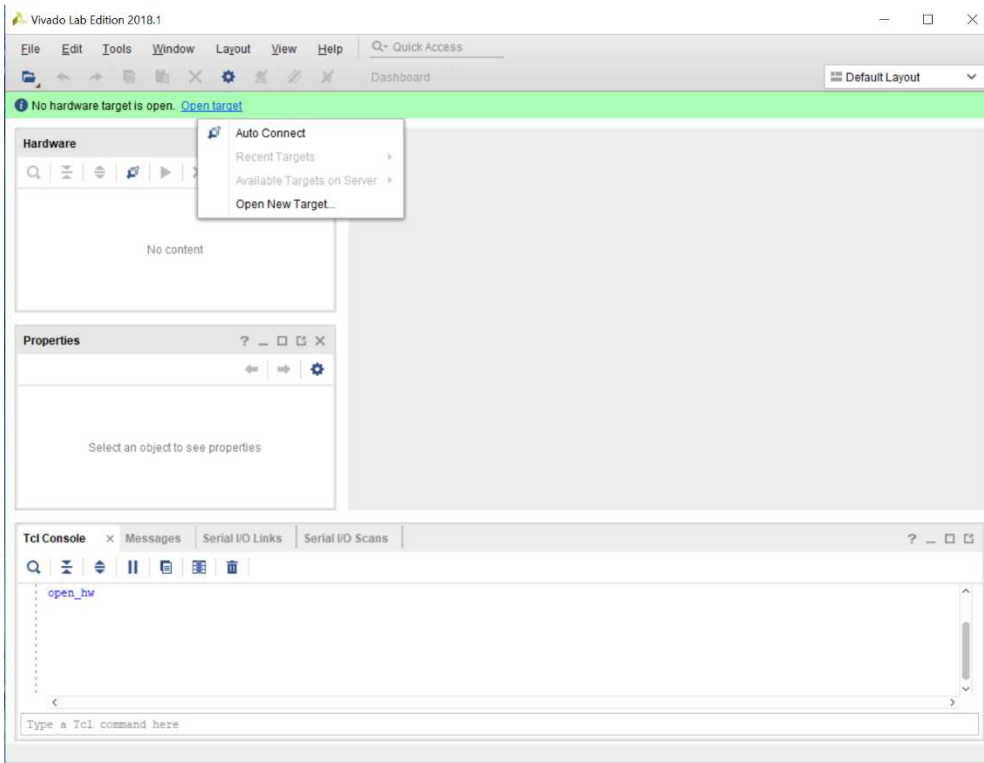 Vivado Lab Edition 2018.1
File Edit Tools Window Layout View Help Q- Quick Access
Dashboard Default Layout
No hardware target is open. Open target
Auto Connect
Recent Targets
Available Targets on Server
Open New Target...
Hardware
No content
Properties
Select an object to see properties
Tcl Console Messages Serial I/O Links Serial I/O Scans
open_hw
Type a Tcl command here